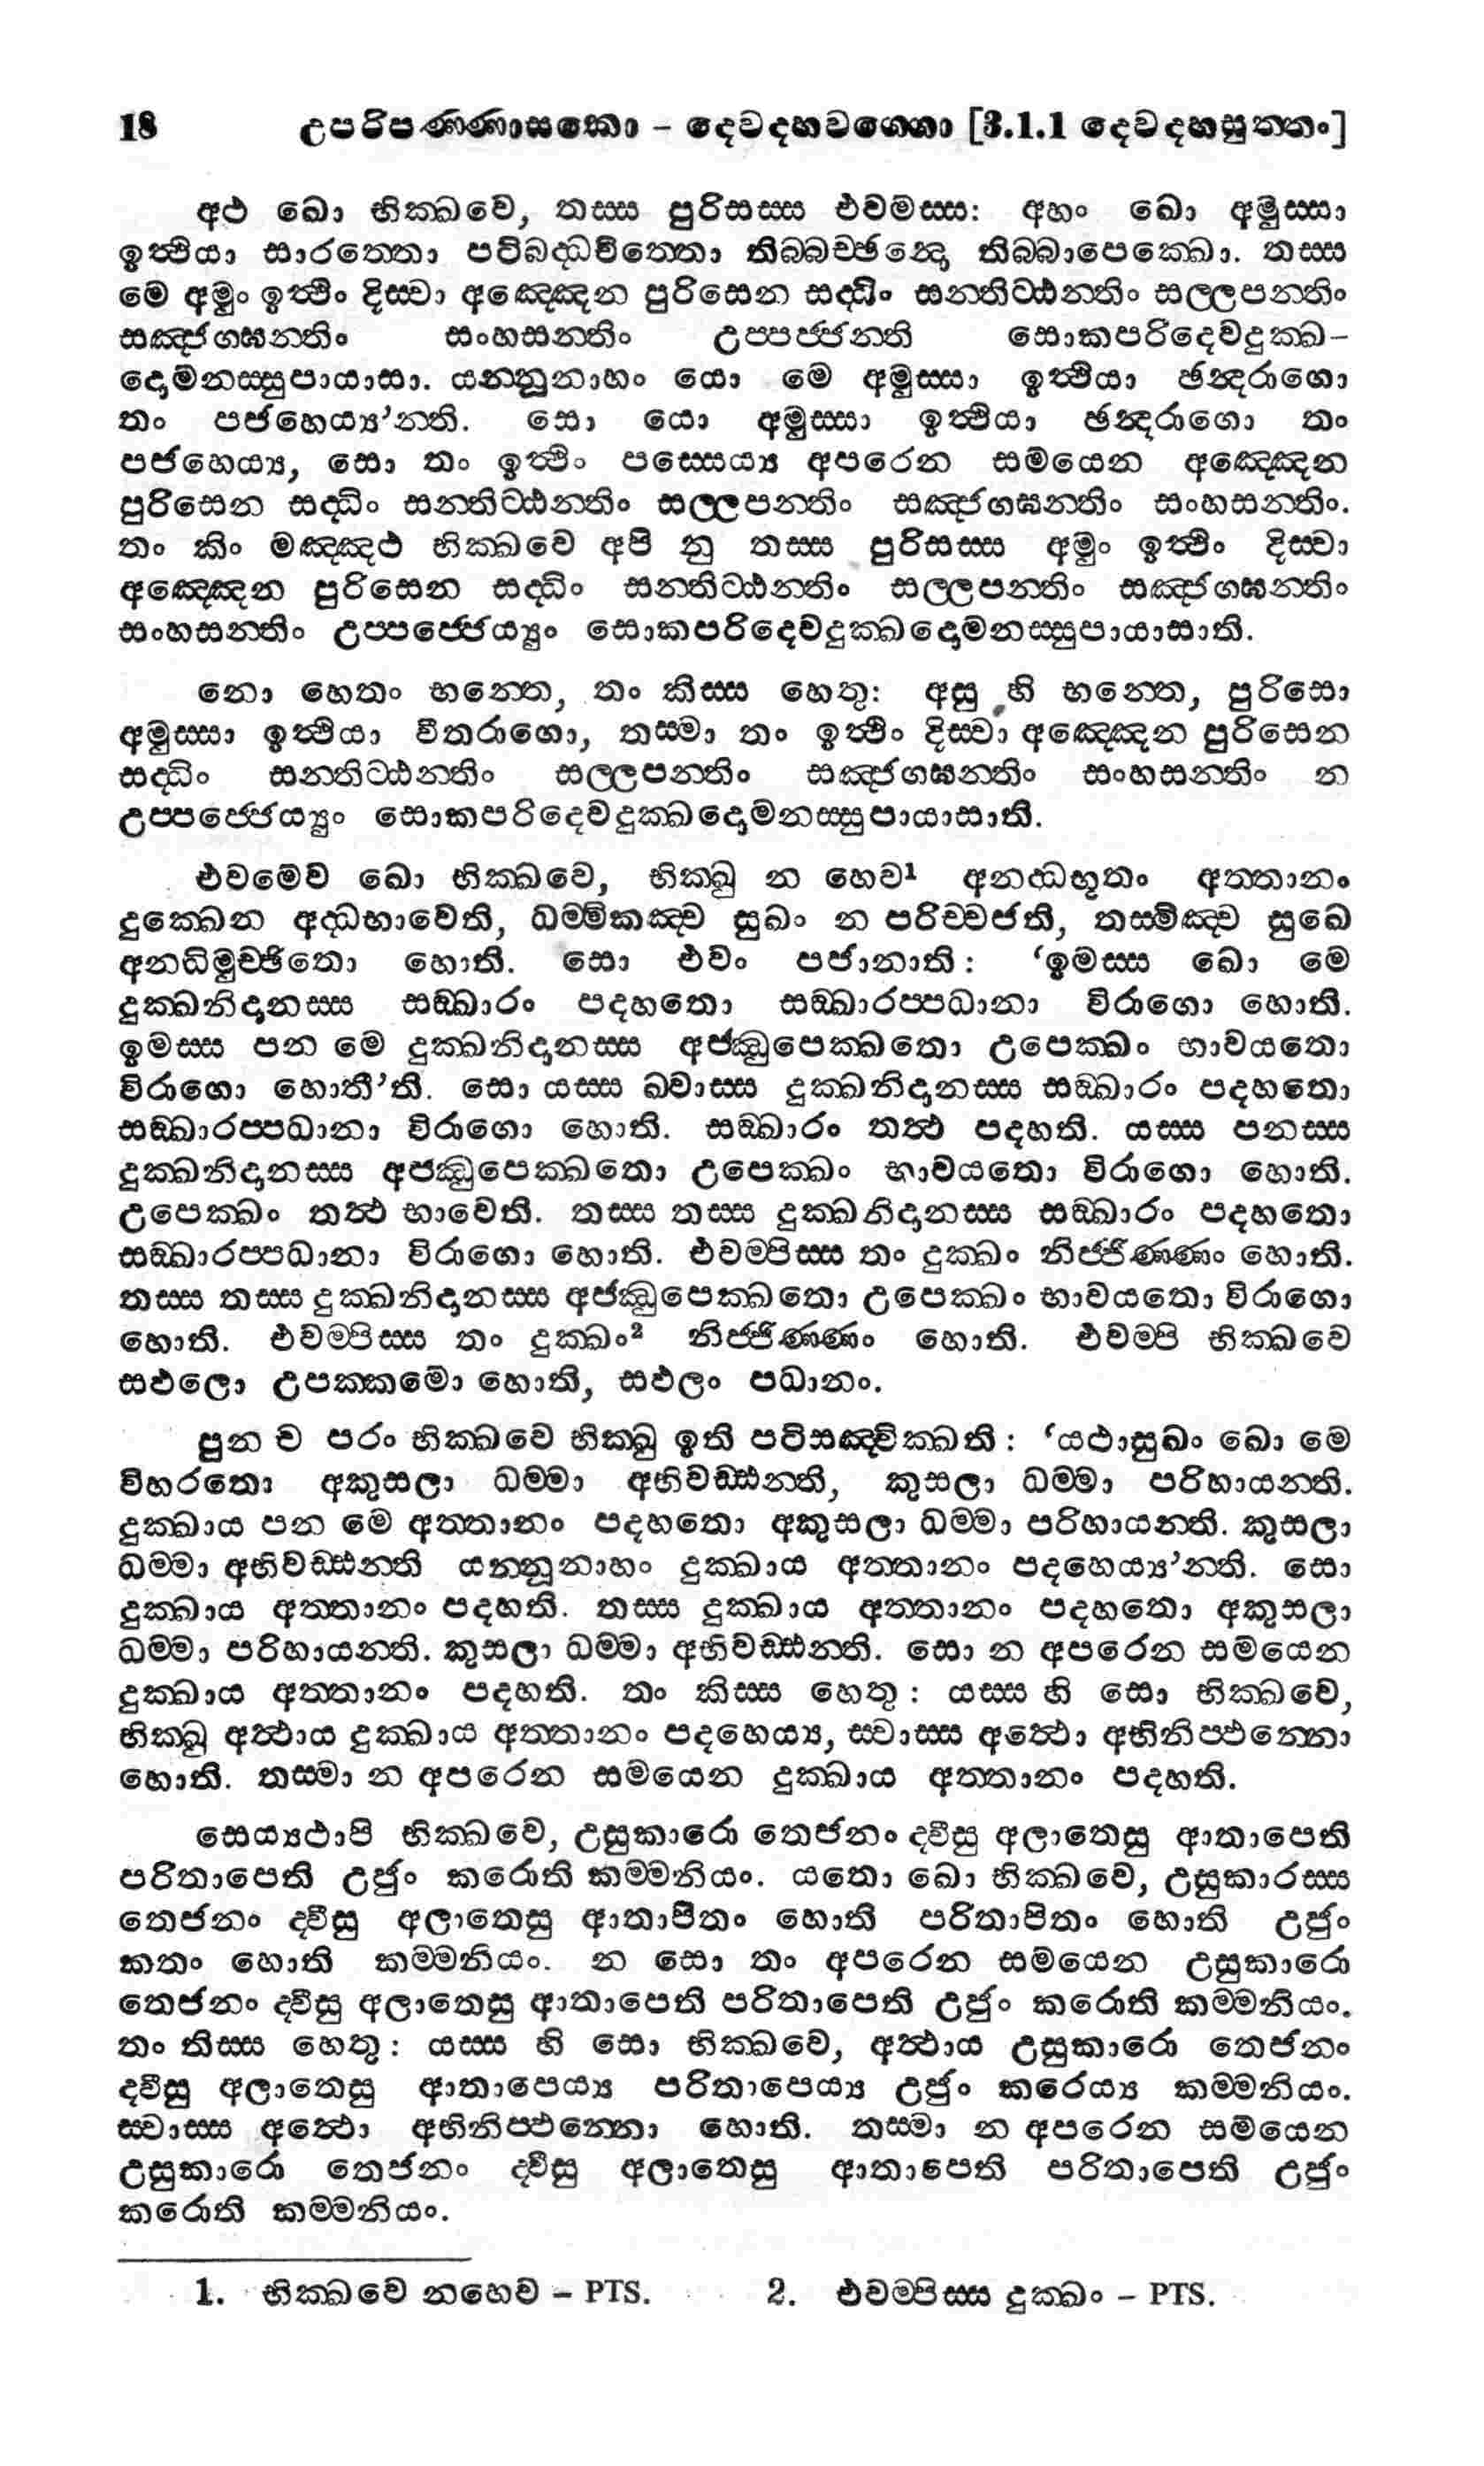 18 උපරිපණ්ණාසකො - දෙවදහවග්ගො [3.1.1 දෙවදහසුත්තං]
අථ ඛො භික්ඛවෙ, තස්ස පුරිසස්ස එවමස්ස: අහං ඛො අමුස්සා
ඉත්ථියා සාරත්තො පටිබද්ධචිත්තො තිබ්බච්ඡන්දො තිබ්බාපෙක්ඛො. තස්ස
මෙ අමුං ඉත්ථිං දිස්වා අඤ්ඤෙන පුරිසෙන සද්ධිං සන්තිට්ඨන්තිං සල්ලපන්තිං
සඤ්ජග්ඝන්තිං සංහසන්තිං උප්පජ්ජන්ති සොකපරිදෙවදුක්ඛ-
දොමනස්සුපායාසා. යන්නූනාහං යො මෙ අමුස්සා ඉත්ථියා ඡන්දරාගො
තං පජහෙය්‍ය’න්ති. සො යො අමුස්සා ඉත්ථියා ඡන්දරාගො තං
පජහෙය්‍ය, සො තං ඉත්ථිං පස්සෙය්‍ය අපරෙන සමයෙන අඤ්ඤෙන
පුරිසෙන සද්ධිං සන්තිට්ඨන්තිං සල්ලපන්තිං සඤ්ජග්ඝන්තිං සංහසන්තිං.
තං කිං මඤ්ඤථ භික්ඛවෙ අපි නු තස්ස පුරිසස්ස අමුං ඉත්ථිං දිස්වා
අඤ්ඤෙන පුරිසෙන සද්ධිං සන්තිට්ඨන්තිං සල්ලපන්තිං සඤ්ජග්ඝන්තිං
සංහසන්තිං උප්පජ්ජෙය්‍යුං සොකපරිදෙවදුක්ඛදොමනස්සුපායාසාති.
නො හෙතං භන්තෙ, තං කිස්ස හෙතු: අසු හි භන්තෙ, පුරිසො
අමුස්සා ඉත්ථියා වීතරාගො, තස්මා තං ඉත්ථිං දිස්වා අඤ්ඤෙන පුරිසෙන
සද්ධිං සන්තිට්ඨන්තිං සල්ලපන්තිං සඤ්ජග්ඝන්තිං සංහසන්තිං න
උප්පජ්ජෙය්‍යුං සොකපරිදෙවදුක්ඛදොමනස්සුපායාසාති.
එවමෙව ඛො භික්ඛවෙ, භික්ඛු න හෙව¹ අනද්ධභූතං අත්තානං
දුක්ඛෙන අද්ධභාවෙති, ධම්මිකඤ්ච සුඛං න පරිච්චජති, තස්මිඤ්ච සුඛෙ
අනධිමුච්ඡිතො හොති. සො එවං පජානාති: ‘ඉමස්ස ඛො මෙ
දුක්ඛනිදානස්ස සඞ්ඛාරං පදහතො සඞ්ඛාරප්පධානා විරාගො හොති.
ඉමස්ස පන මෙ දුක්ඛනිදානස්ස අජ්ඣුපෙක්ඛතො උපෙක්ඛං භාවයතො
විරාගො හොතී’ති. සො යස්ස ඛ්වාස්ස දුක්ඛනිදානස්ස සඞ්ඛාරං පදහතො
සඞ්ඛාරප්පධානා විරාගො හොති. සඞ්ඛාරං තත්ථ පදහති. යස්ස පනස්ස
දුක්ඛනිදානස්ස අජ්ඣුපෙක්ඛතො උපෙක්ඛං භාවයතො විරාගො හොති.
උපෙක්ඛං තත්ථ භාවෙති. තස්ස තස්ස දුක්ඛනිදානස්ස සඞ්ඛාරං පදහතො
සඞ්ඛාරප්පධානා විරාගො හොති. එවම්පිස්ස තං දුක්ඛං නිජ්ජිණ්ණං හොති.
තස්ස තස්ස දුක්ඛනිදානස්ස අජ්ඣුපෙක්ඛතො උපෙක්ඛං භාවයතො විරාගො
හොති. එවම්පිස්ස තං දුක්ඛං² නිජ්ජිණ්ණං හොති. එවම්පි භික්ඛවෙ
සඵලො උපක්කමො හොති, සඵලං පධානං.
පුන ච පරං භික්ඛවෙ භික්ඛු ඉති පටිසඤ්චික්ඛති: ‘යථාසුඛං ඛො මෙ
විහරතො අකුසලා ධම්මා අභිවඩ්ඪන්ති, කුසලා ධම්මා පරිහායන්ති.
දුක්ඛාය පන මෙ අත්තානං පදහතො අකුසලා ධම්මා පරිහායන්ති. කුසලා
ධම්මා අභිවඩ්ඪන්ති යන්නූනාහං දුක්ඛාය අත්තානං පදහෙය්‍ය’න්ති. සො
දුක්ඛාය අත්තානං පදහති. තස්ස දුක්ඛාය අත්තානං පදහතො අකුසලා
ධම්මා පරිහායන්ති. කුසලා ධම්මා අභිවඩ්ඪන්ති. සො න අපරෙන සමයෙන
දුක්ඛාය අත්තානං පදහති. තං කිස්ස හෙතු: යස්ස හි සො භික්ඛවෙ,
භික්ඛු අත්ථාය දුක්ඛාය අත්තානං පදහෙය්‍ය, ස්වාස්ස අත්ථො අභිනිප්ඵන්නො
හොති. තස්මා න අපරෙන සමයෙන දුක්ඛාය අත්තානං පදහති.
සෙය්‍යථාපි භික්ඛවෙ, උසුකාරො තෙජනං ද්වීසු අලාතෙසු ආතාපෙති
පරිතාපෙති උජුං කරොති කම්මනියං. යතො ඛො භික්ඛවෙ, උසුකාරස්ස
තෙජනං ද්වීසු අලාතෙසු ආතාපිතං හොති පරිතාපිතං හොති උජුං
කතං හොති කම්මනියං. න සො තං අපරෙන සමයෙන උසුකාරො
තෙජනං ද්වීසු අලාතෙසු ආතාපෙති පරිතාපෙති උජුං කරොති කම්මනියං.
තං තිස්ස හෙතු: යස්ස හි සො භික්ඛවෙ, අත්ථාය උසුකාරො තෙජනං
ද්වීසු අලාතෙසු ආතාපෙය්‍ය පරිතාපෙය්‍ය උජුං කරෙය්‍ය කම්මනියං.
ස්වාස්ස අත්ථො අභිනිප්ඵන්නො හොති. තස්මා න අපරෙන සමයෙන
උසුකාරො තෙජනං ද්වීසු අලාතෙසු ආතාපෙති පරිතාපෙති උජුං
කරොති කම්මනියං.
1. භික්ඛවෙ නහෙව - PTS. 2. එවම්පිස්ස දුක්ඛං - PTS.